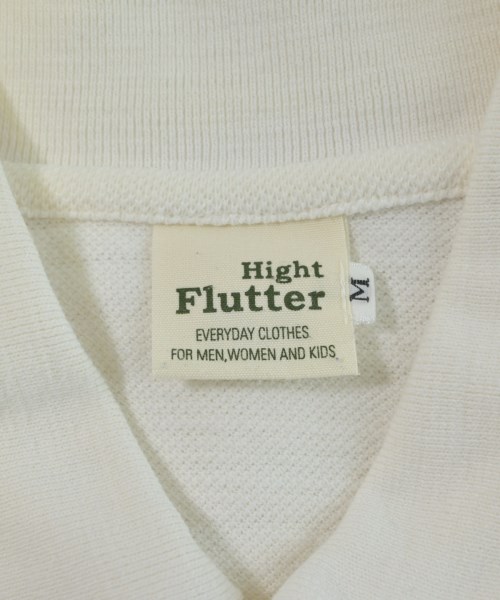 Hight
Flutter
M
EVERYDAY CLOTHES
FOR MEN,WOMEN AND KIDS,